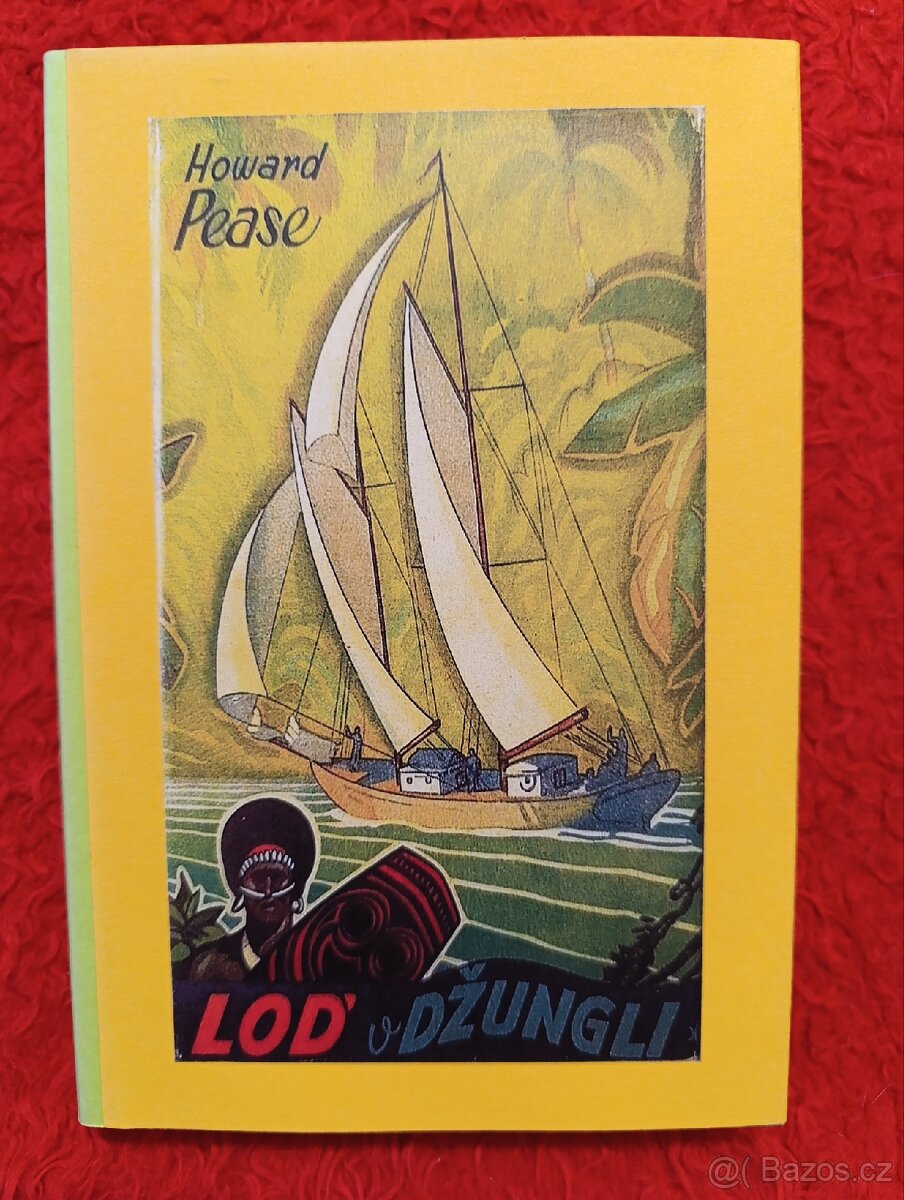 Howard
Pease
LOĎ v DŽUNGLI
@( Bazos.cz